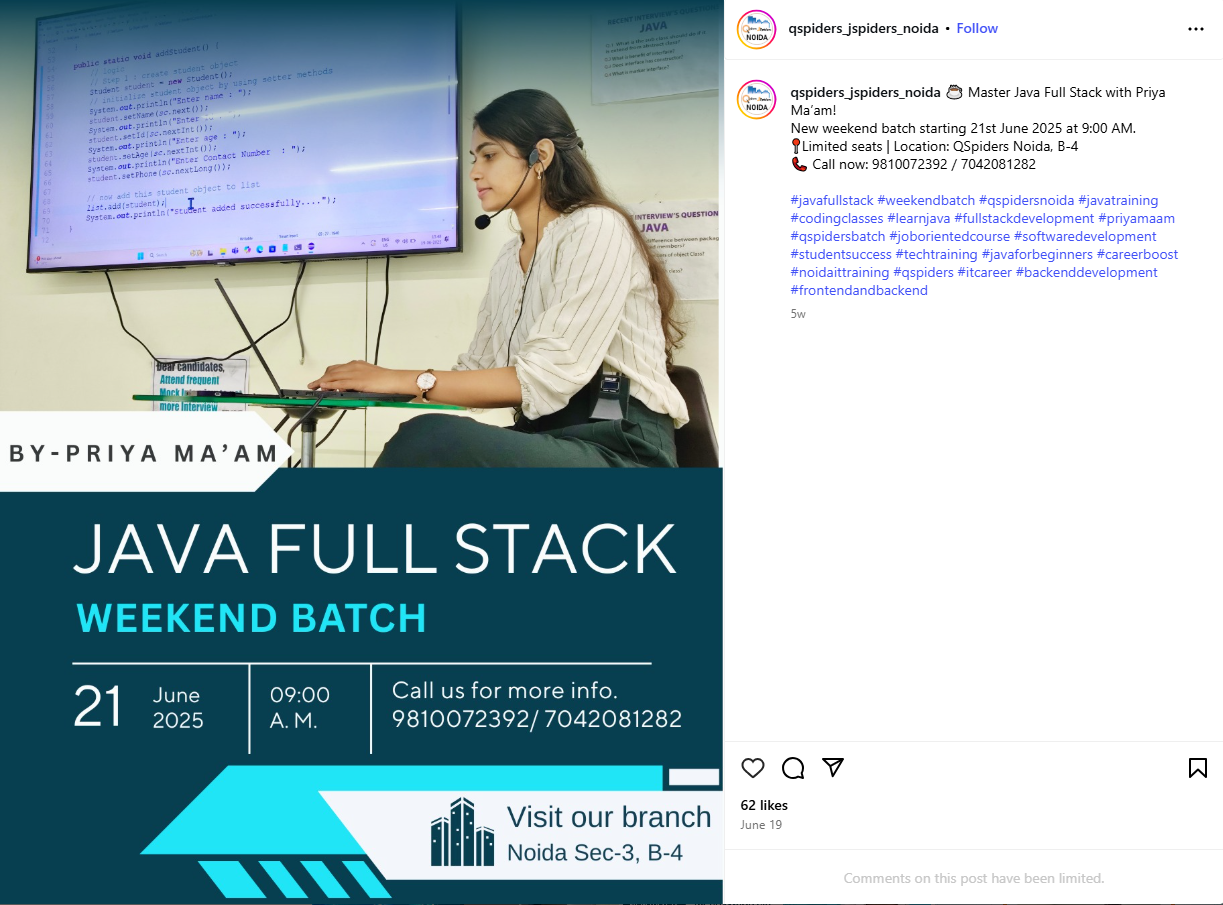 public static void addStudent() {
// logic
// Step 1 : create student object
Student student = new Student();
// initialise student object by using setter methods
System.out.println("Enter name : ");
student.setName(sc.next());
System.out.println("Enter
student.setId(sc.nextInt());
System.out.println("Enter age : ");
student.setAge(sc.nextInt());
System.out.println("Enter Contact Number : ");
student.setPhone(sc.nextLong());
// now add this student object to list
list.add(student);
System.out.println("Student added successfully....");
}
RECENT INTERVIEW'S QUESTION
JAVA
INTERVIEW'S QUESTION
JAVA
Dear candidates,
Attend frequent
Mock
more Interview
BY-PRIYA MA’AM
JAVA FULL STACK
WEEKEND BATCH
21 June
2025
09:00
A. M.
Call us for more info.
9810072392/ 7042081282
Visit our branch
Noida Sec-3, B-4
NOIDA
qspiders_jspiders_noida • Follow
NOIDA
qspiders_jspiders_noida ☕ Master Java Full Stack with Priya
Ma’am!
New weekend batch starting 21st June 2025 at 9:00 AM.
📍Limited seats | Location: QSpiders Noida, B-4
📞 Call now: 9810072392 / 7042081282
#javafullstack #weekendbatch #qspidersnoida #javatraining
#codingclasses #learnjava #fullstackdevelopment #priyamaam
#qspidersbatch #joborientedcourse #softwaredevelopment
#studentsuccess #techtraining #javaforbeginners #careerboost
#noidaittraining #qspiders #itcareer #backenddevelopment
#frontendandbackend
5w
62 likes
June 19
Comments on this post have been limited.